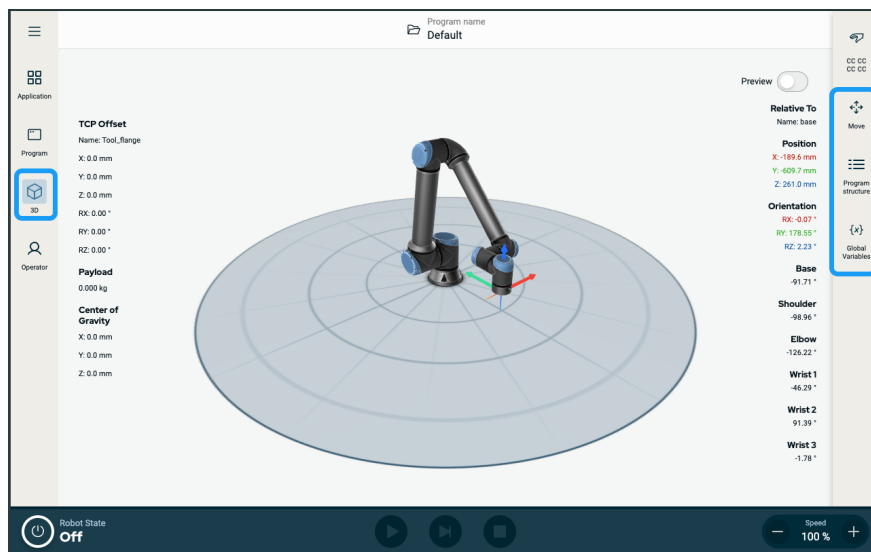 Program name
Default
Application
Program
3D
Operator
TCP Offset
Name: Tool_flange
X: 0.0 mm
Y: 0.0 mm
Z: 0.0 mm
RX: 0.00 °
RY: 0.00 °
RZ: 0.00 °
Payload
0.000 kg
Center of
Gravity
X: 0.0 mm
Y: 0.0 mm
Z: 0.0 mm
Preview
Relative To
Name: base
Position
X: -189.6 mm
Y: -609.7 mm
Z: 261.0 mm
Orientation
RX: -0.07 °
RY: 178.55 °
RZ: 2.23 °
Base
-91.71 °
Shoulder
-98.96 °
Elbow
-126.22 °
Wrist 1
-46.29 °
Wrist 2
91.39 °
Wrist 3
-1.78 °
CC CC
CC CC
Move
Program
structure
{x}
Global
Variables
Robot State
Off
Speed
100 %